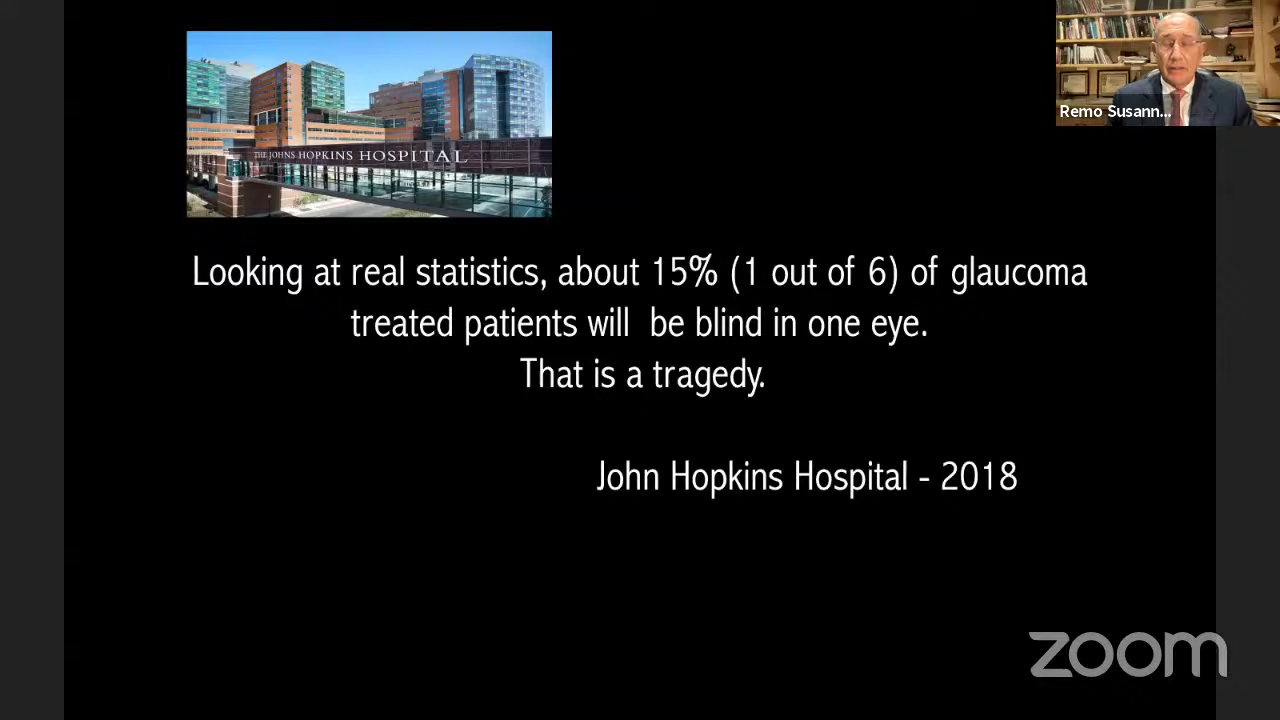 THE JOHNS HOPKINS HOSPITAL
Remo Susann...
Looking at real statistics, about 15% (1 out of 6) of glaucoma
treated patients will be blind in one eye.
That is a tragedy.
John Hopkins Hospital - 2018
zoom